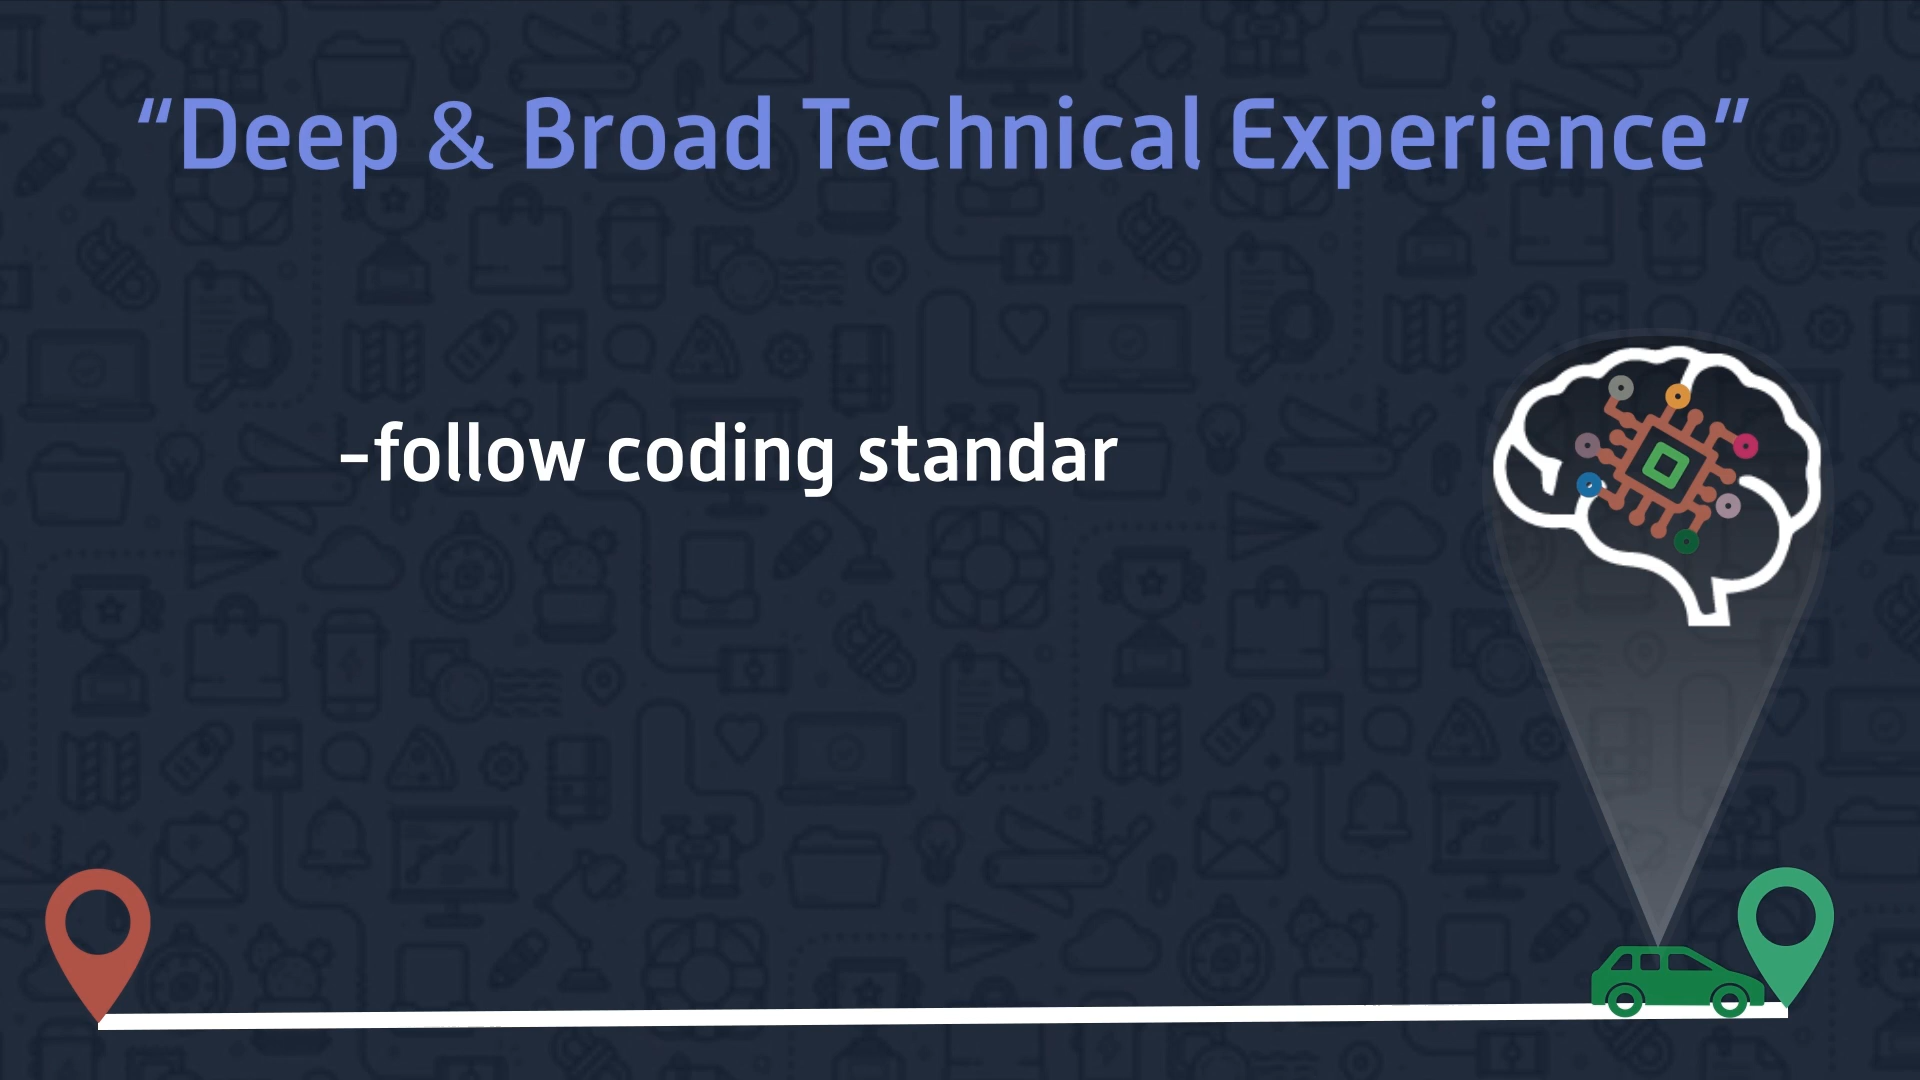 “Deep & Broad Technical Experience”
-follow coding standar